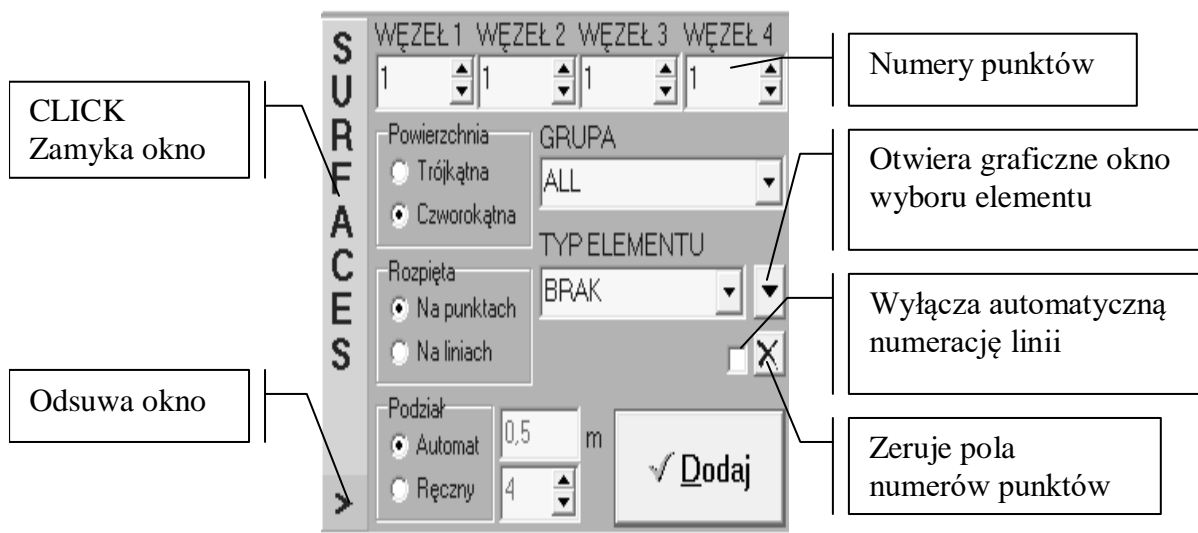 CLICK
Zamyka okno
Odsuwa okno
SURFACES
>
WĘZEŁ 1 WĘZEŁ 2 WĘZEŁ 3 WĘZEŁ 4
1 1 1 1
Powierzchnia
Trójkątna
Czworokątna
GRUPA
ALL
TYP ELEMENTU
BRAK
Rozpięta
Na punktach
Na liniach
X
Podział
Automat
Ręczny
0,5 m
4
Dodaj
Numery punktów
Otwiera graficzne okno
wyboru elementu
Wyłącza automatyczną
numerację linii
Zeruje pola
numerów punktów